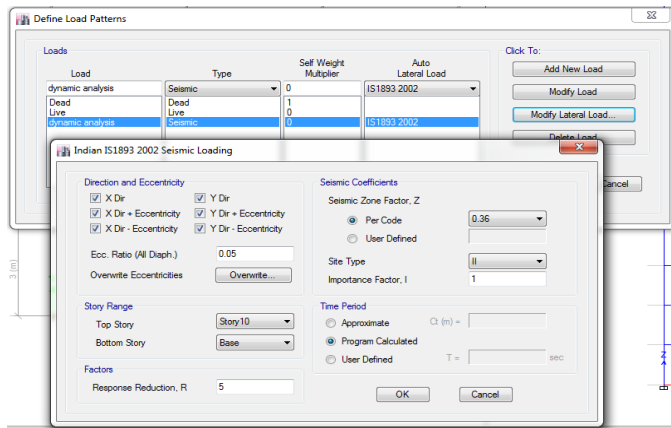 Define Load Patterns
Loads
Click To:
Load Type Self Weight Multiplier Auto Lateral Load
dynamic analysis Seismic 0 IS1893 2002
Dead Dead 1
Live Live 0
dynamic analysis Seismic 0 IS1893 2002
Add New Load
Modify Load
Modify Lateral Load...
Delete Load
Cancel
Indian IS1893 2002 Seismic Loading
Direction and Eccentricity
X Dir Y Dir
X Dir + Eccentricity Y Dir + Eccentricity
X Dir - Eccentricity Y Dir - Eccentricity
Ecc. Ratio (All Diaph.) 0.05
Overwrite Eccentricities Overwrite...
Story Range
Top Story Story10
Bottom Story Base
Factors
Response Reduction, R 5
Seismic Coefficients
Seismic Zone Factor, Z
Per Code 0.36
User Defined
Site Type II
Importance Factor, I 1
Time Period
Approximate Ct (m) =
Program Calculated
User Defined T = sec
OK Cancel
3 (m)
Z